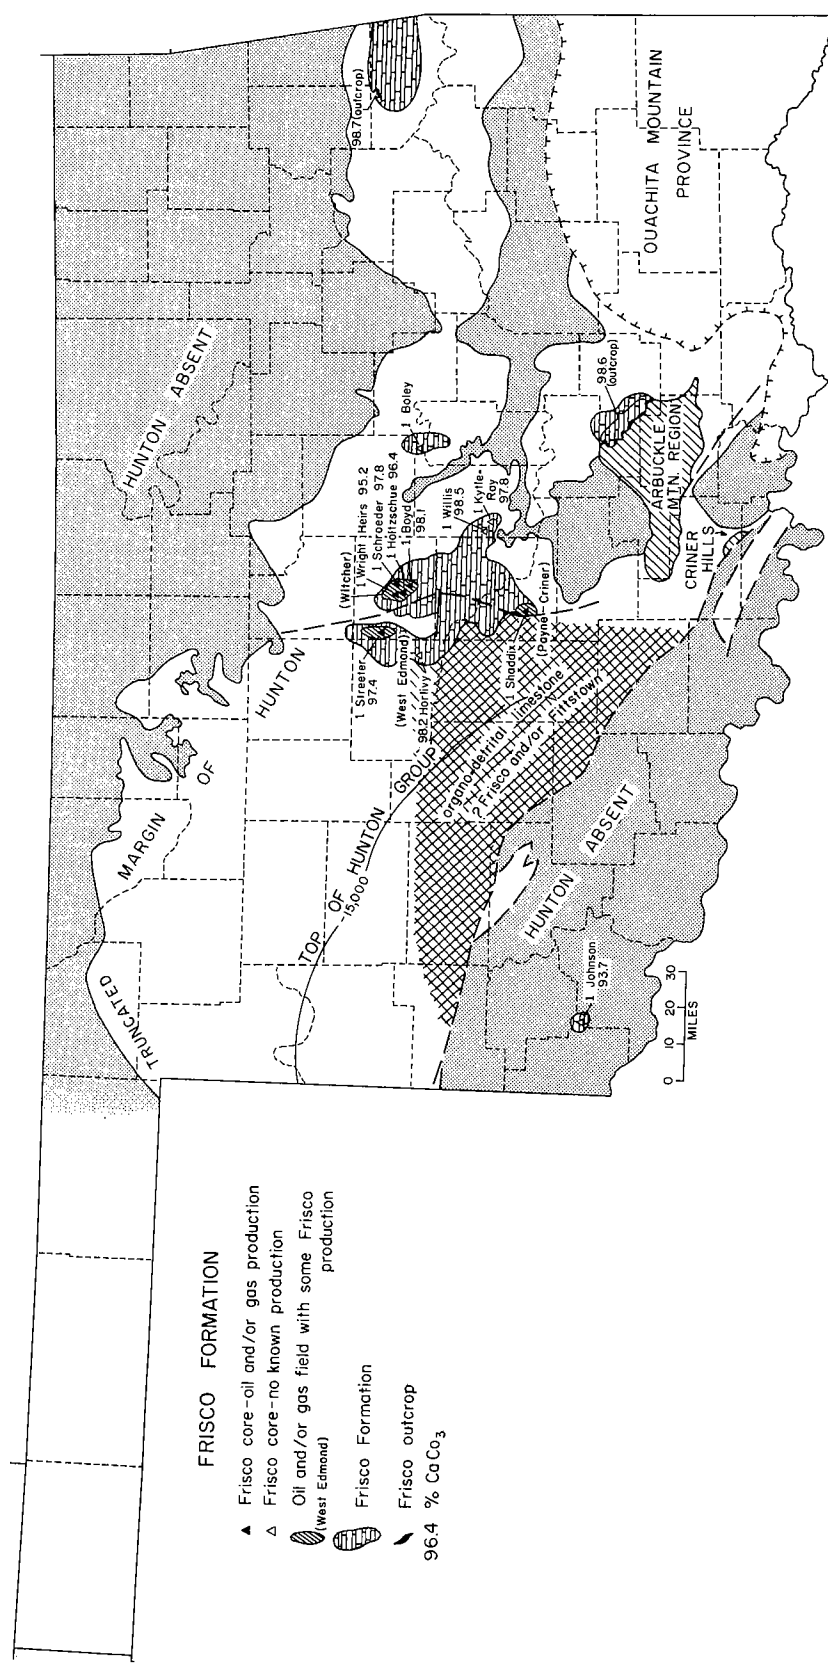 FRISCO FORMATION
Frisco core-oil and/or gas production
Frisco core-no known production
Oil and/or gas field with some Frisco
production
(West Edmond)
Frisco Formation
Frisco outcrop
96.4 % CaCo3
TRUNCATED
MARGIN
OF
HUNTON
HUNTON ABSENT
TOP OF HUNTON GROUP
-15,000
(Witcher)
1 Wright Heirs 95.2
1 Schroeder 97.8
1 Holtzschue 96.4
1 Boyd
98.1
1 Boley
98.7(outcrop)
1 Streeter
97.4
(West Edmond)
98.2 Horlivy
1 Willis
98.5
1 Kytle-
Ray
97.8
1 Shaddix
(Payne)
Criner)
organo-detrital limestone
? Frisco and/or Fittstown
HUNTON ABSENT
1 Johnson
93.7
98.6
(outcrop)
ARBUCKLE
MTN. REGION
CRINER
HILLS
OUACHITA MOUNTAIN
PROVINCE
0 10 20 30
MILES